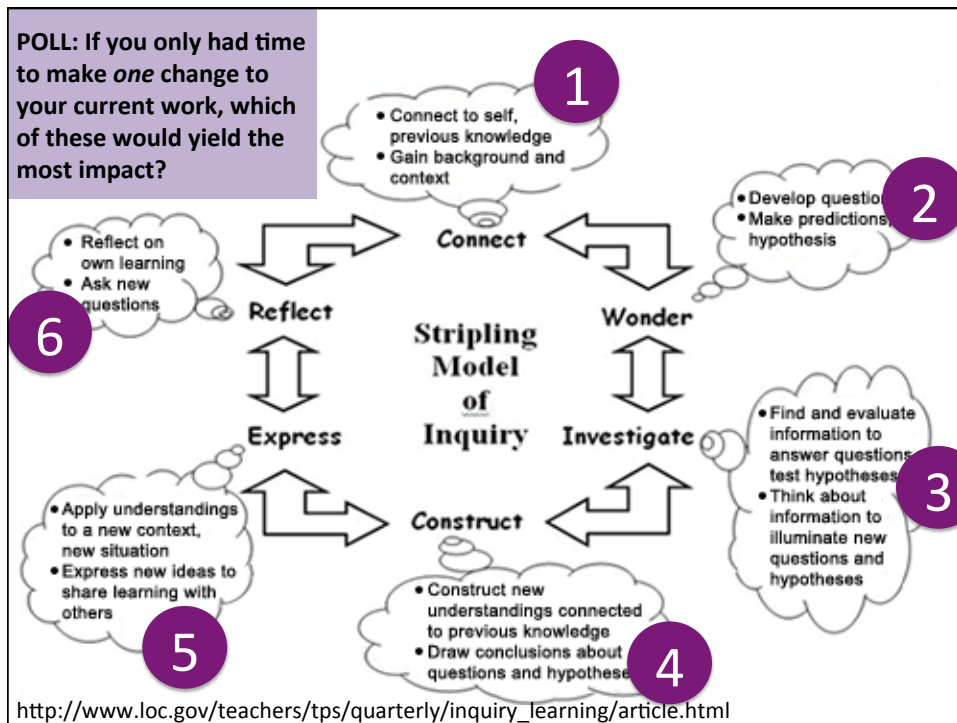 POLL: If you only had time
to make one change to
your current work, which
of these would yield the
most impact?
1
• Connect to self,
previous knowledge
• Gain background and
context
Connect
2
• Develop question
• Make predictions,
hypothesis
Wonder
• Reflect on
own learning
• Ask new
questions
6
Reflect
Stripling
Model
of
Inquiry
Express
Investigate
3
• Find and evaluate
information to
answer questions,
test hypotheses
• Think about
information to
illuminate new
questions and
hypotheses
• Apply understandings
to a new context,
new situation
• Express new ideas to
share learning with
others
5
Construct
• Construct new
understandings connected
to previous knowledge
• Draw conclusions about
questions and hypothese
4
http://www.loc.gov/teachers/tps/quarterly/inquiry_learning/article.html